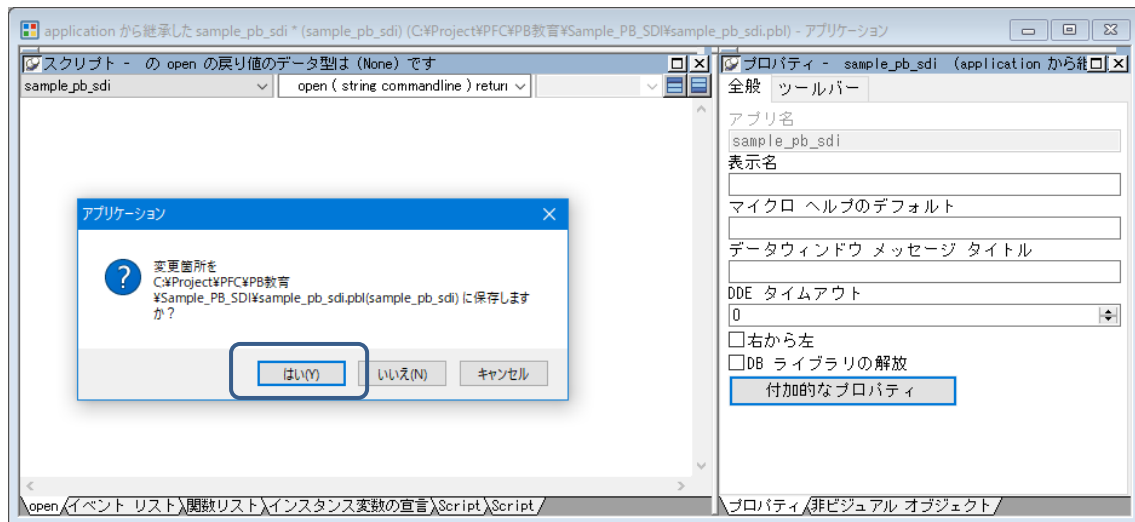 application から継承した sample_pb_sdi * (sample_pb_sdi) (C:¥Project¥PFC¥PB教育¥Sample_PB_SDI¥sample_pb_sdi.pbl) - アプリケーション
スクリプト - の open の戻り値のデータ型は (None) です
sample_pb_sdi
open ( string commandline ) return
アプリケーション
変更箇所を
C:¥Project¥PFC¥PB教育
¥Sample_PB_SDI¥sample_pb_sdi.pbl(sample_pb_sdi) に保存します
か？
はい(Y)
いいえ(N)
キャンセル
open
イベント リスト
関数リスト
インスタンス変数の宣言
Script
Script
プロパティ - sample_pb_sdi (application から継
全般
ツールバー
アプリ名
sample_pb_sdi
表示名
マイクロ ヘルプのデフォルト
データウィンドウ メッセージ タイトル
DDE タイムアウト
0
右から左
DB ライブラリの解放
付加的なプロパティ
プロパティ
非ビジュアル オブジェクト